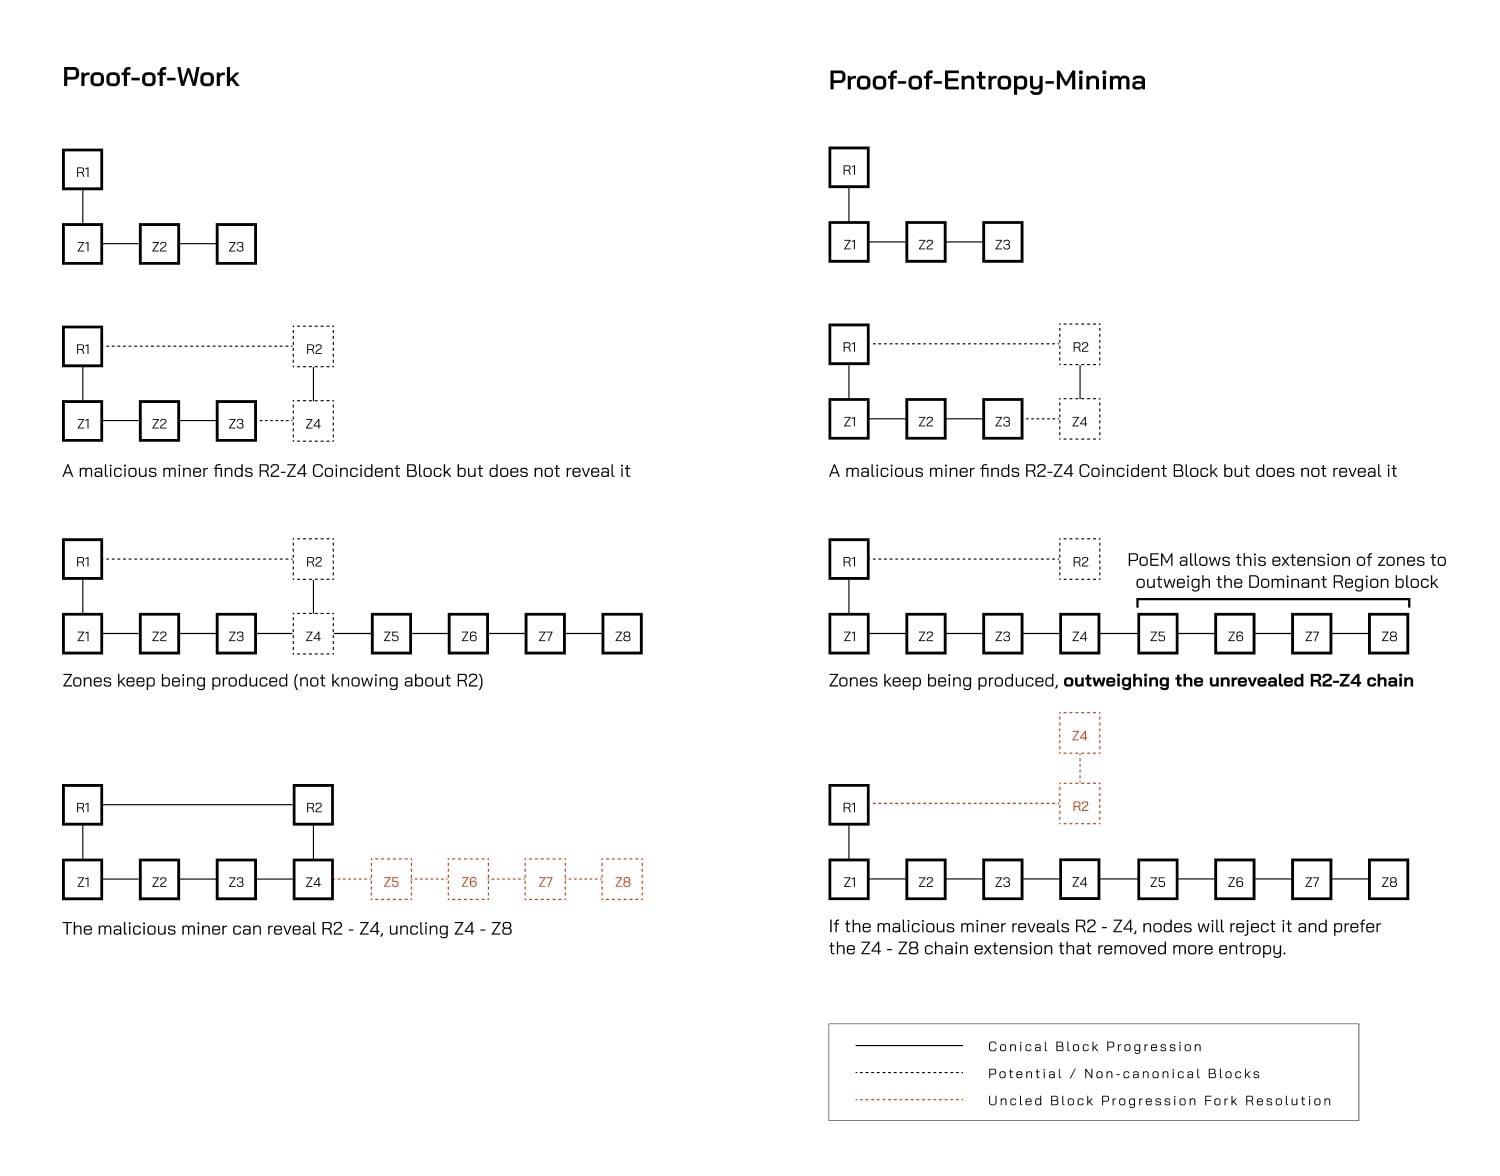 Proof-of-Work
R1
Z1 Z2 Z3
R1 R2
Z1 Z2 Z3 Z4
A malicious miner finds R2-Z4 Coincident Block but does not reveal it
R1 R2
Z1 Z2 Z3 Z4 Z5 Z6 Z7 Z8
Zones keep being produced (not knowing about R2)
R1 R2
Z1 Z2 Z3 Z4 Z5 Z6 Z7 Z8
The malicious miner can reveal R2 - Z4, uncling Z4 - Z8
Proof-of-Entropy-Minima
R1
Z1 Z2 Z3
R1 R2
Z1 Z2 Z3 Z4
A malicious miner finds R2-Z4 Coincident Block but does not reveal it
R1 R2
PoEM allows this extension of zones to
outweigh the Dominant Region block
Z1 Z2 Z3 Z4 Z5 Z6 Z7 Z8
Zones keep being produced, outweighing the unrevealed R2-Z4 chain
Z4
R1 R2
Z1 Z2 Z3 Z4 Z5 Z6 Z7 Z8
If the malicious miner reveals R2 - Z4, nodes will reject it and prefer
the Z4 - Z8 chain extension that removed more entropy.
Conical Block Progression
Potential / Non-canonical Blocks
Uncled Block Progression Fork Resolution